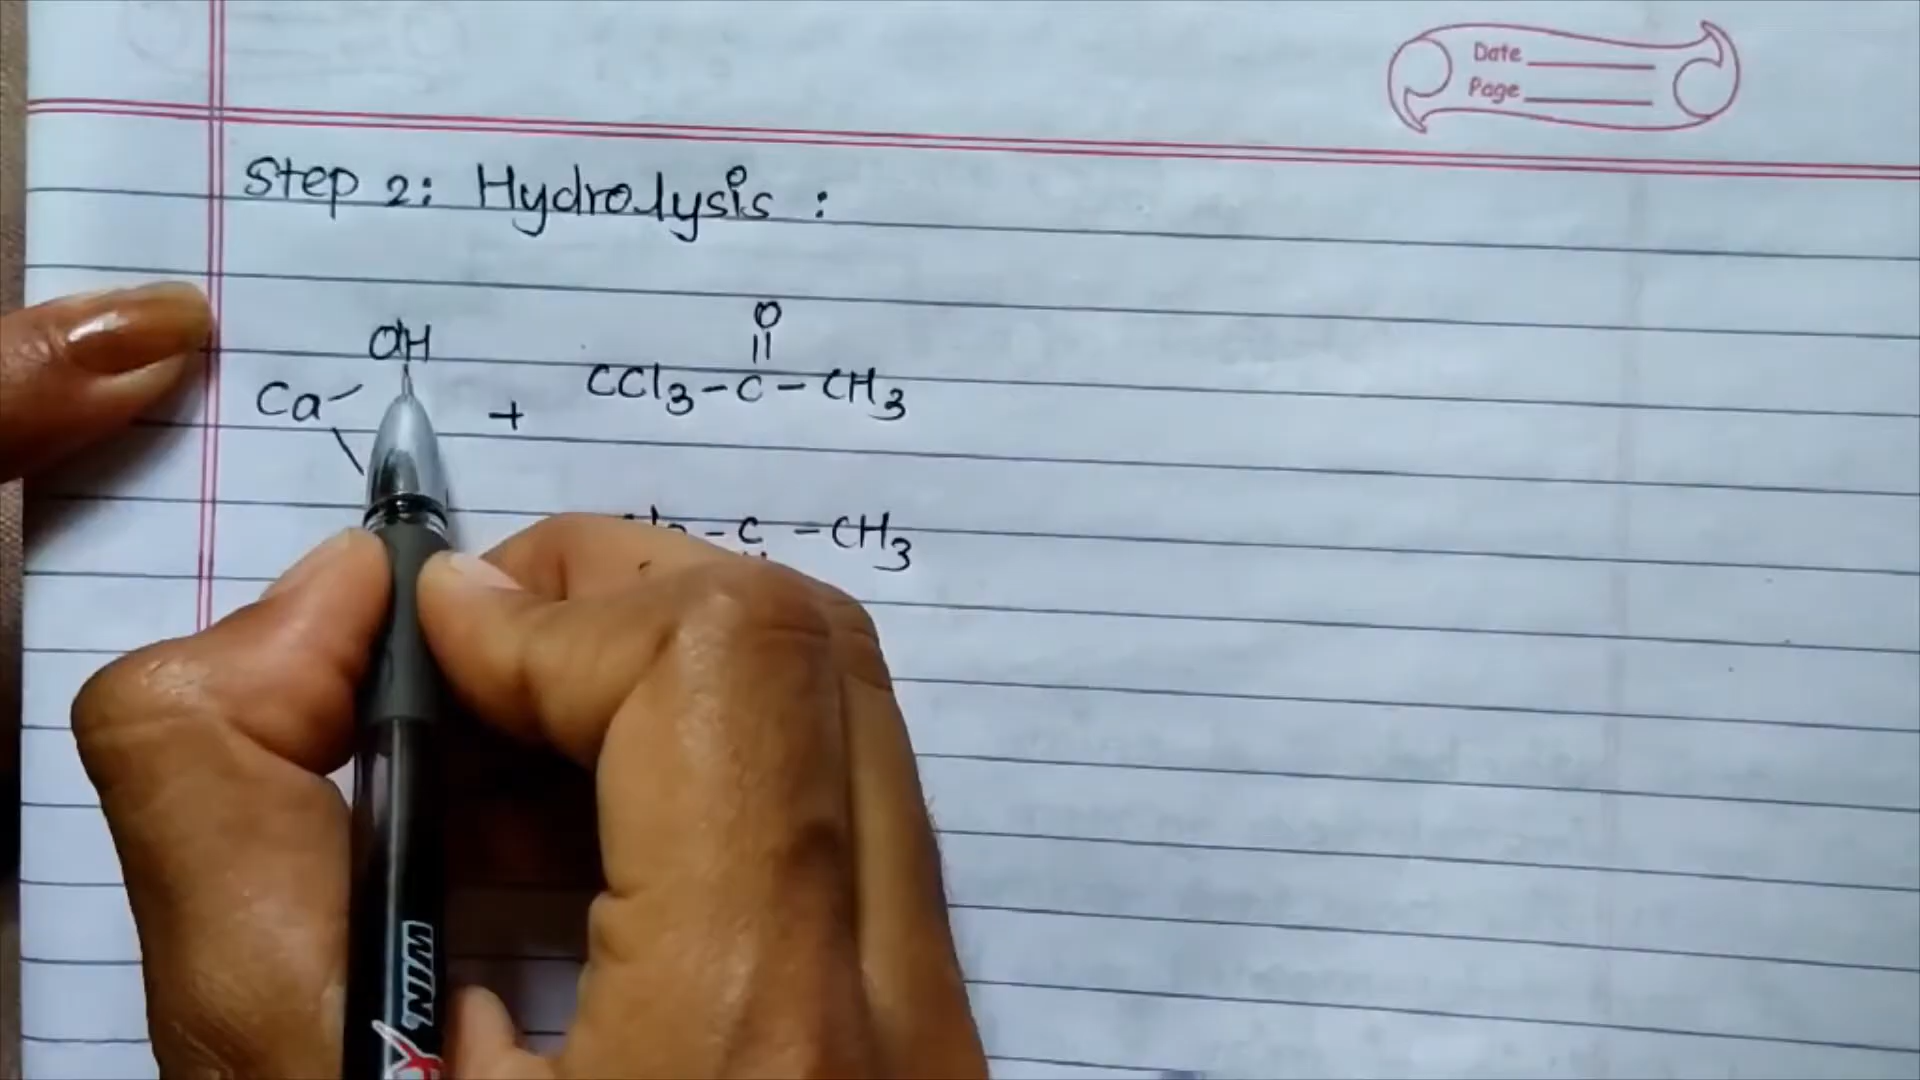 Date
Page
Step 2: Hydrolysis :
O
OH
CCl3-C-CH3
Ca
+
-C-CH3
WIN